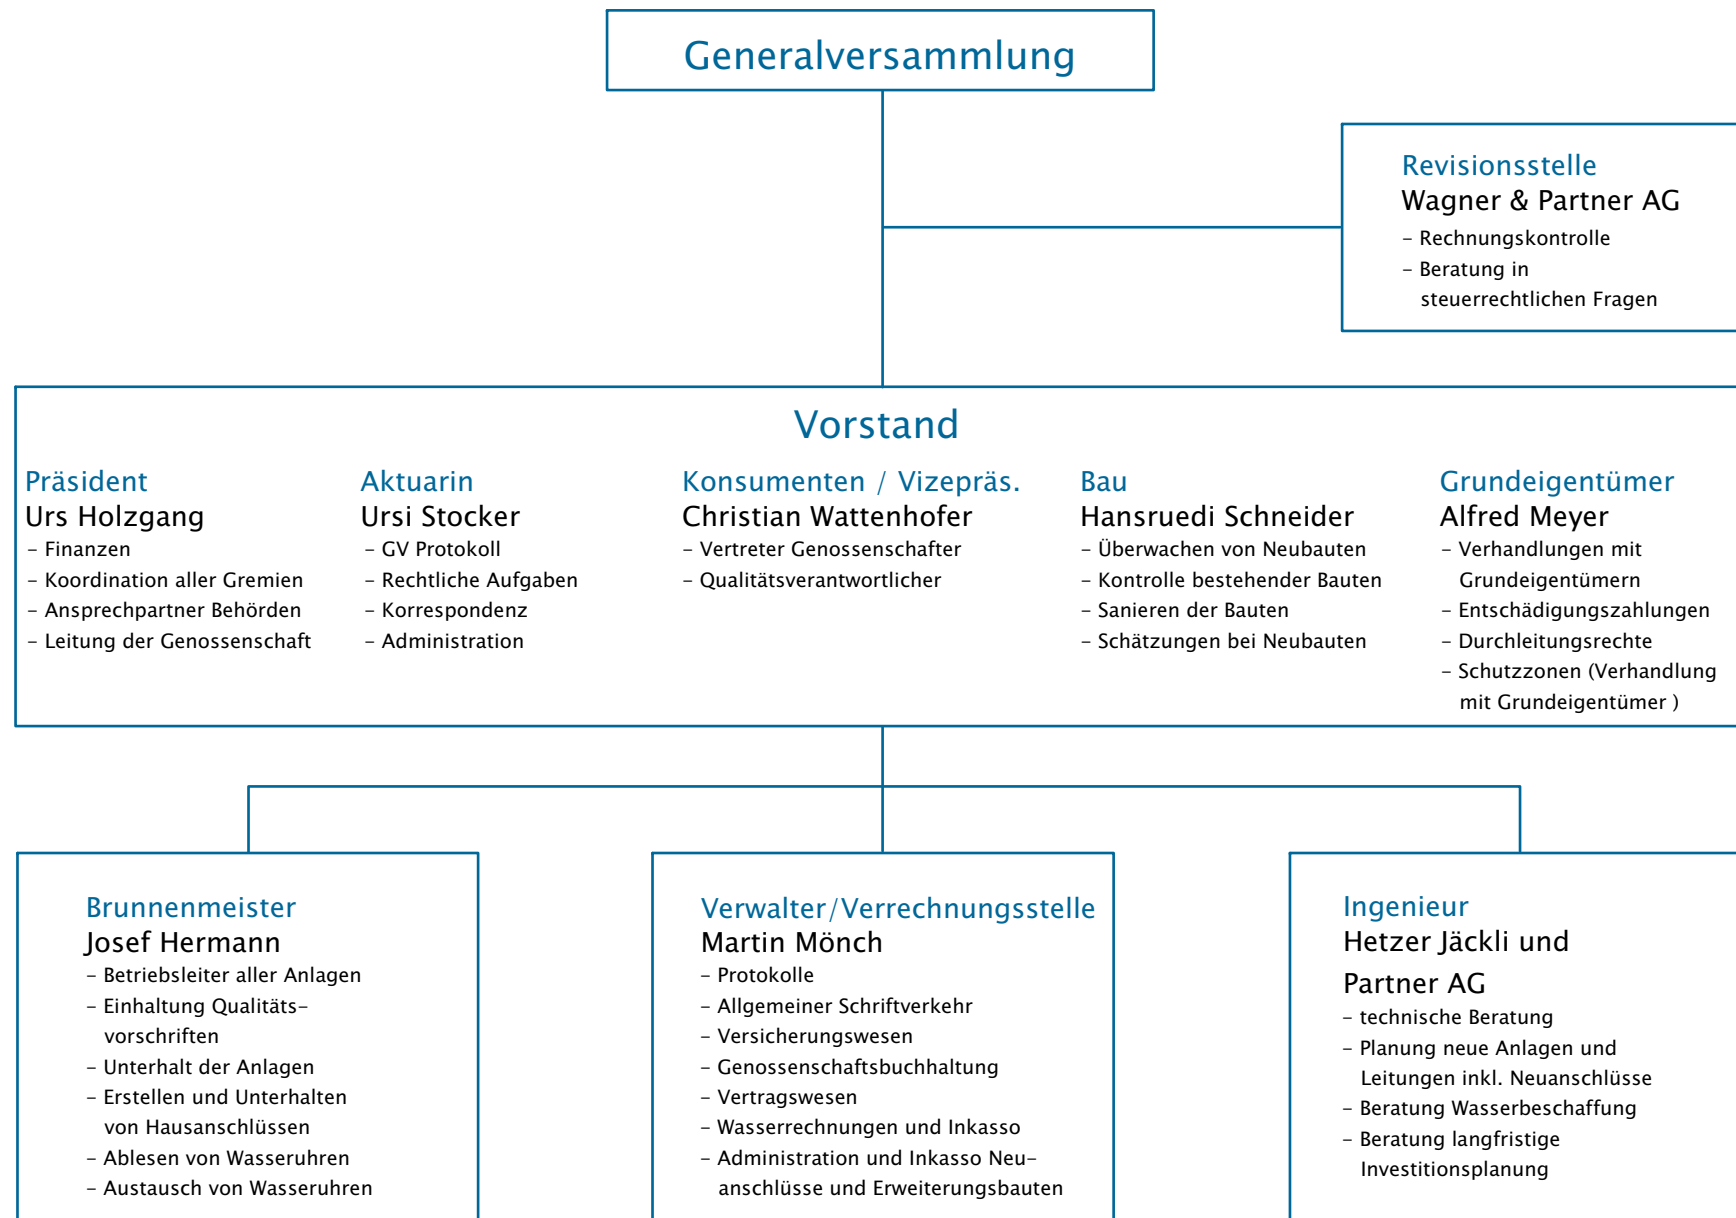 Generalversammlung
Revisionsstelle
Wagner & Partner AG
- Rechnungskontrolle
- Beratung in
steuerrechtlichen Fragen
Vorstand
Präsident
Urs Holzgang
- Finanzen
- Koordination aller Gremien
- Ansprechpartner Behörden
- Leitung der Genossenschaft
Aktuarin
Ursi Stocker
- GV Protokoll
- Rechtliche Aufgaben
- Korrespondenz
- Administration
Konsumenten / Vizepräs.
Christian Wattenhofer
- Vertreter Genossenschafter
- Qualitätsverantwortlicher
Bau
Hansruedi Schneider
- Überwachen von Neubauten
- Kontrolle bestehender Bauten
- Sanieren der Bauten
- Schätzungen bei Neubauten
Grundeigentümer
Alfred Meyer
- Verhandlungen mit
Grundeigentümern
- Entschädigungszahlungen
- Durchleitungsrechte
- Schutzzonen (Verhandlung
mit Grundeigentümer )
Brunnenmeister
Josef Hermann
- Betriebsleiter aller Anlagen
- Einhaltung Qualitäts-
vorschriften
- Unterhalt der Anlagen
- Erstellen und Unterhalten
von Hausanschlüssen
- Ablesen von Wasseruhren
- Austausch von Wasseruhren
Verwalter/Verrechnungsstelle
Martin Mönch
- Protokolle
- Allgemeiner Schriftverkehr
- Versicherungswesen
- Genossenschaftsbuchhaltung
- Vertragswesen
- Wasserrechnungen und Inkasso
- Administration und Inkasso Neu-
anschlüsse und Erweiterungsbauten
Ingenieur
Hetzer Jäckli und
Partner AG
- technische Beratung
- Planung neue Anlagen und
Leitungen inkl. Neuanschlüsse
- Beratung Wasserbeschaffung
- Beratung langfristige
Investitionsplanung